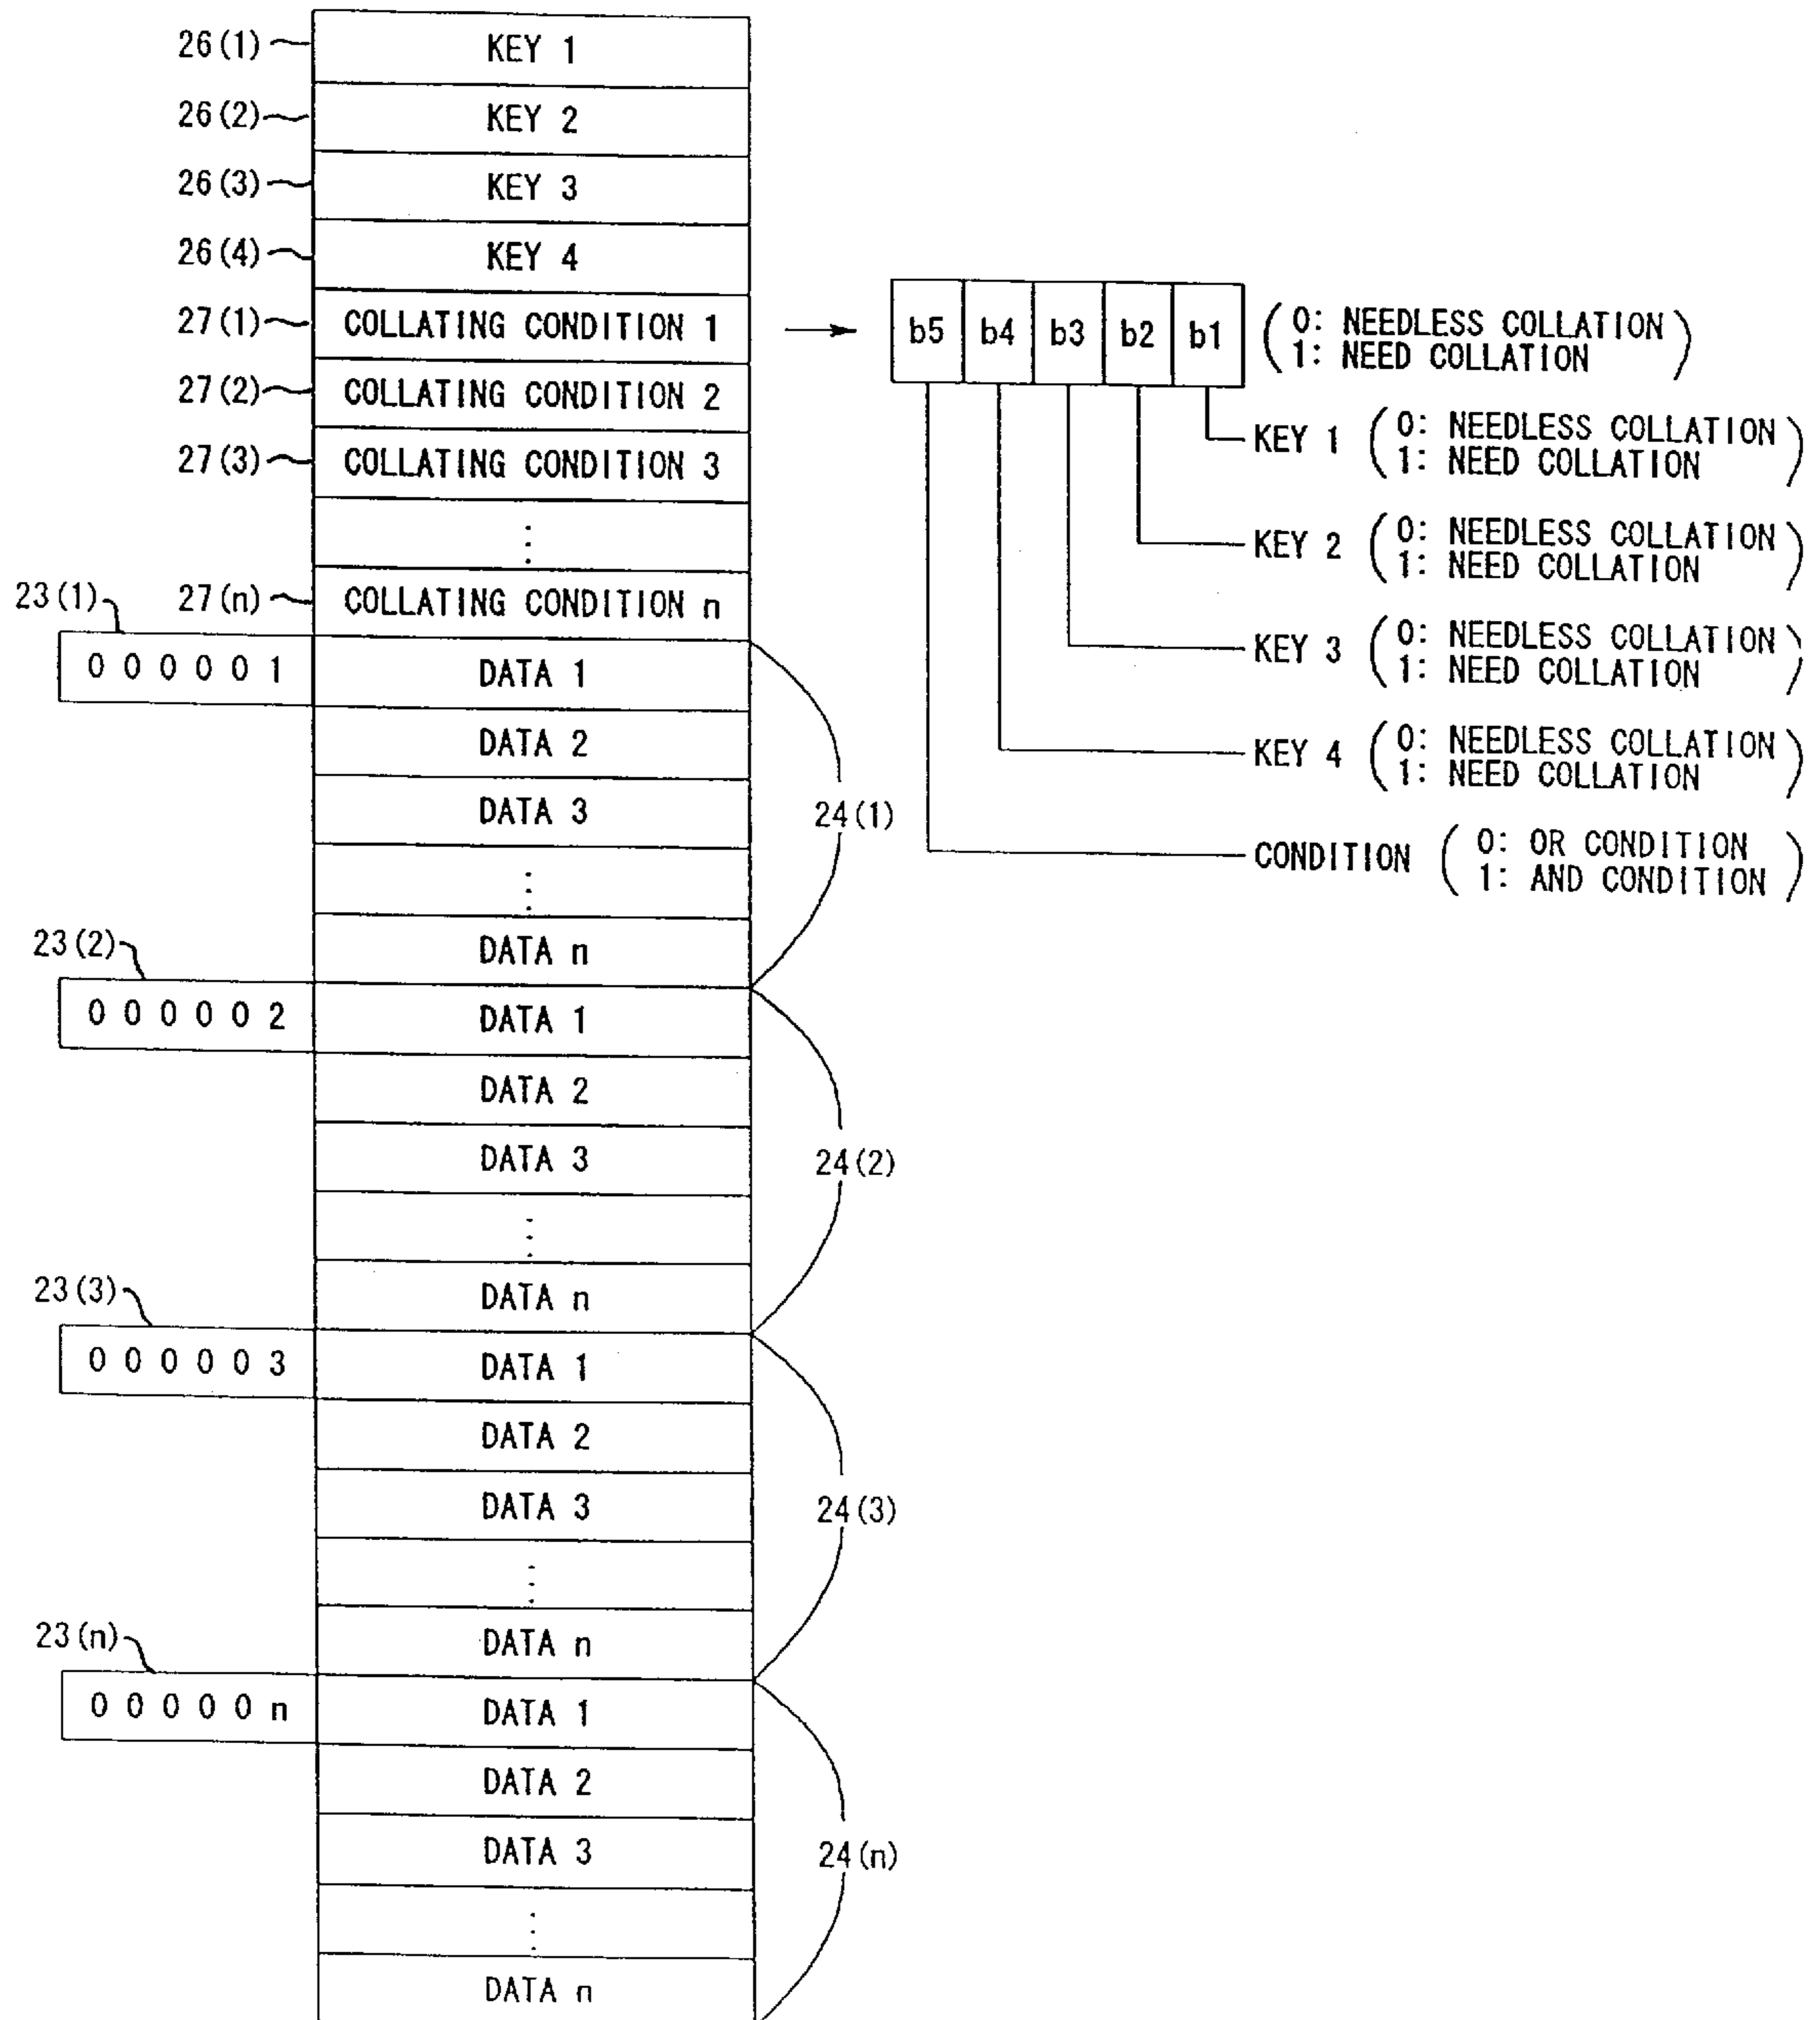 26(1) KEY 1
26(2) KEY 2
26(3) KEY 3
26(4) KEY 4
27(1) COLLATING CONDITION 1
27(2) COLLATING CONDITION 2
27(3) COLLATING CONDITION 3
⋮
27(n) COLLATING CONDITION n
b5 b4 b3 b2 b1 (0: NEEDLESS COLLATION
1: NEED COLLATION)
KEY 1 (0: NEEDLESS COLLATION
1: NEED COLLATION)
KEY 2 (0: NEEDLESS COLLATION
1: NEED COLLATION)
KEY 3 (0: NEEDLESS COLLATION
1: NEED COLLATION)
KEY 4 (0: NEEDLESS COLLATION
1: NEED COLLATION)
CONDITION (0: OR CONDITION
1: AND CONDITION)
23(1)
0 0 0 0 0 1 DATA 1
DATA 2
DATA 3
24(1)
⋮
DATA n
23(2)
0 0 0 0 0 2 DATA 1
DATA 2
DATA 3
24(2)
⋮
DATA n
23(3)
0 0 0 0 0 3 DATA 1
DATA 2
DATA 3
24(3)
⋮
DATA n
23(n)
0 0 0 0 0 n DATA 1
DATA 2
DATA 3
24(n)
⋮
DATA n